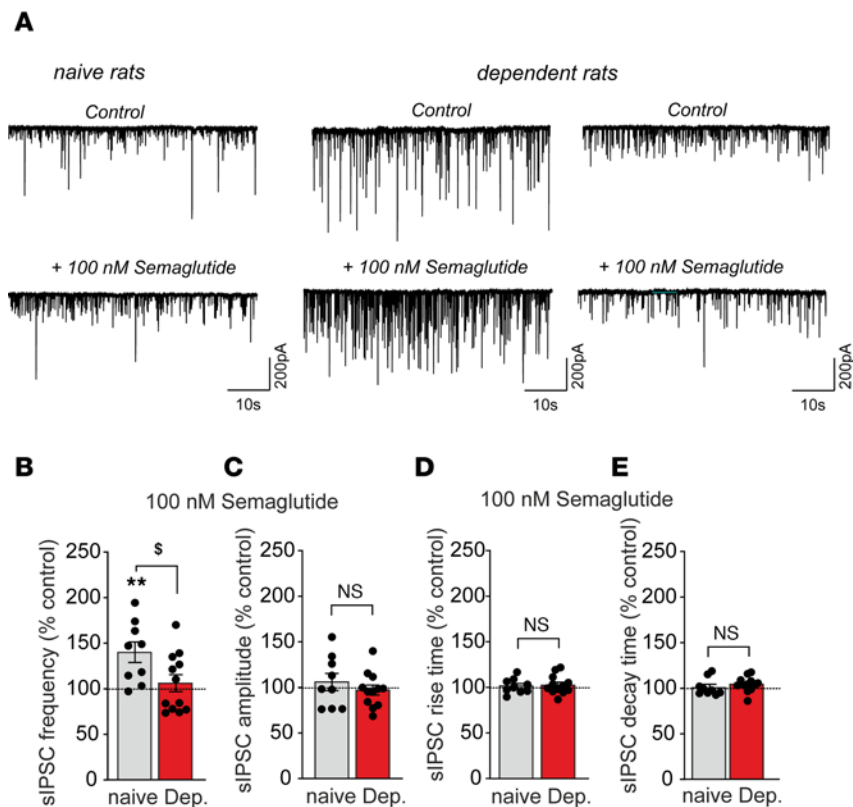 A
naive rats
dependent rats
Control
Control
Control
+ 100 nM Semaglutide
+ 100 nM Semaglutide
+ 100 nM Semaglutide
200pA
10s
200pA
10s
200pA
10s
B
C
D
E
100 nM Semaglutide
100 nM Semaglutide
sIPSC frequency (% control)
250
200
150
100
50
0
**
$
naive Dep.
sIPSC amplitude (% control)
250
200
150
100
50
0
NS
naive Dep.
sIPSC rise time (% control)
250
200
150
100
50
0
NS
naive Dep.
sIPSC decay time (% control)
250
200
150
100
50
0
NS
naive Dep.